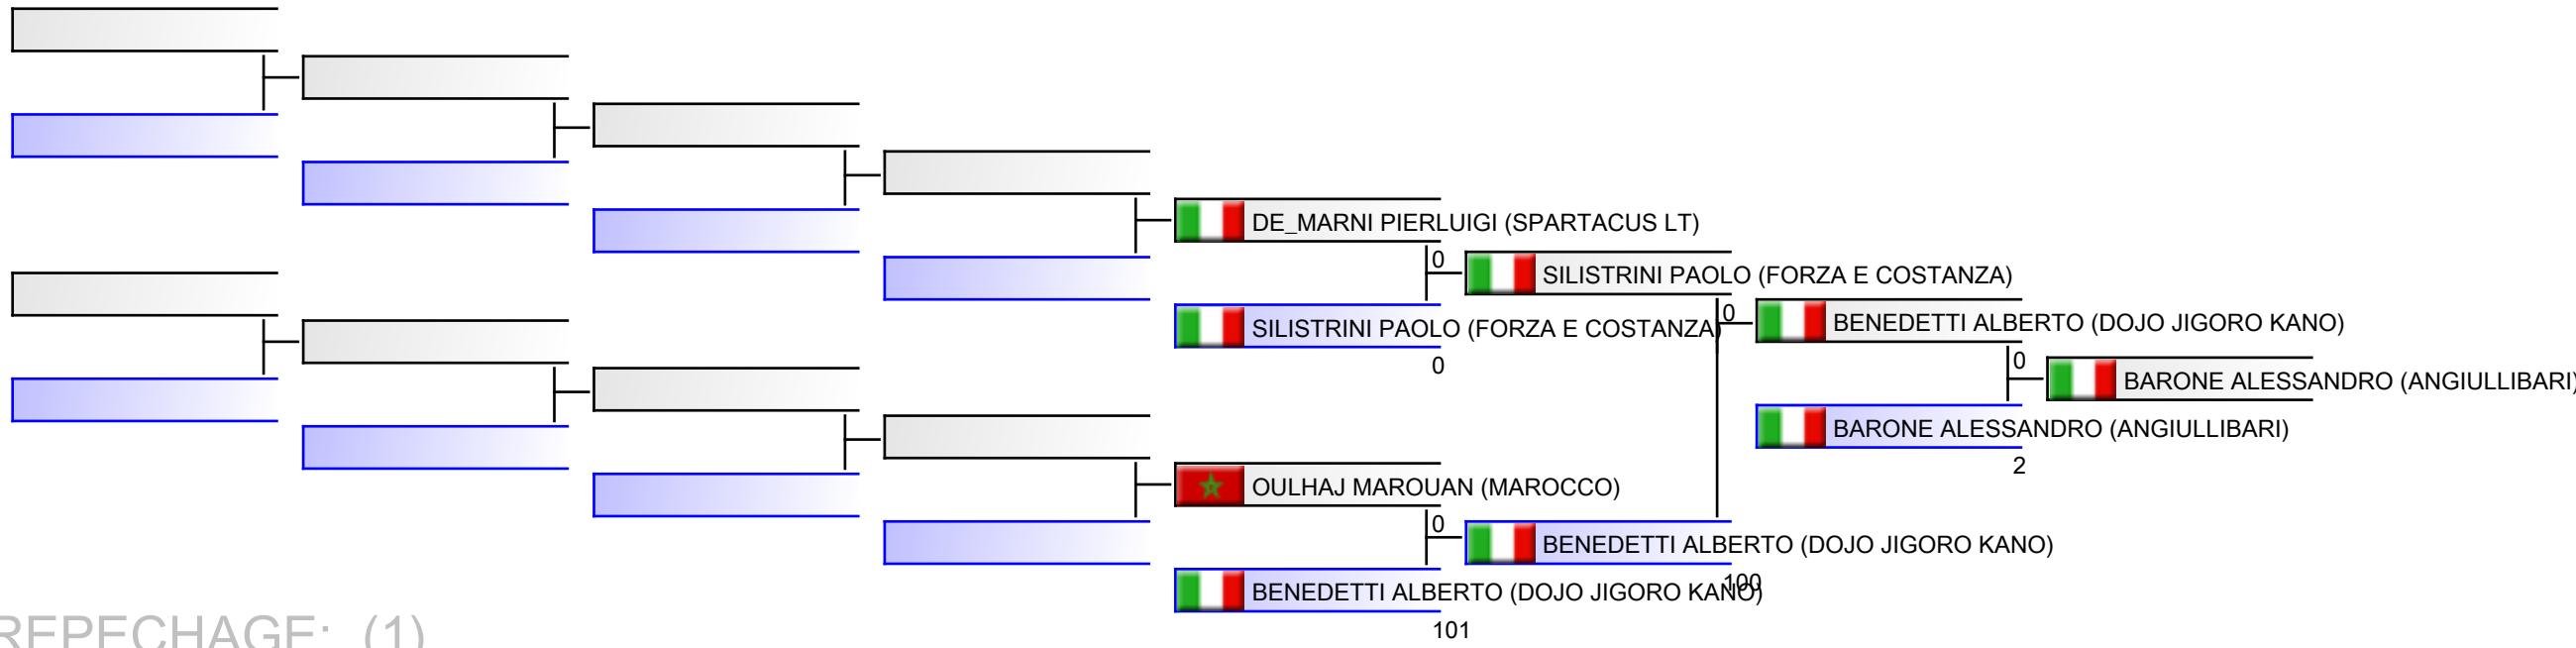 DE_MARNI PIERLUIGI (SPARTACUS LT)
0
SILISTRINI PAOLO (FORZA E COSTANZA)
SILISTRINI PAOLO (FORZA E COSTANZA)
0
0
BENEDETTI ALBERTO (DOJO JIGORO KANO)
0
BARONE ALESSANDRO (ANGIULLIBARI)
BARONE ALESSANDRO (ANGIULLIBARI)
2
OULHAJ MAROUAN (MAROCCO)
0
BENEDETTI ALBERTO (DOJO JIGORO KANO)
100
BENEDETTI ALBERTO (DOJO JIGORO KANO)
101
REPECHAGE: (1)